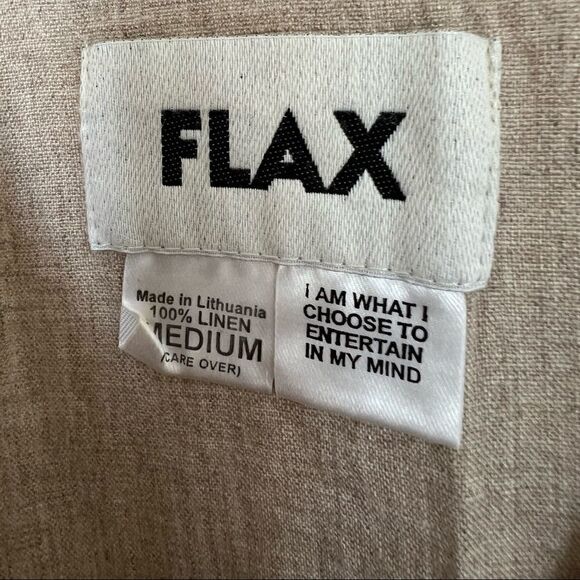 FLAX
Made in Lithuania
100% LINEN
MEDIUM
(CARE OVER)
I AM WHAT I
CHOOSE TO
ENTERTAIN
IN MY MIND